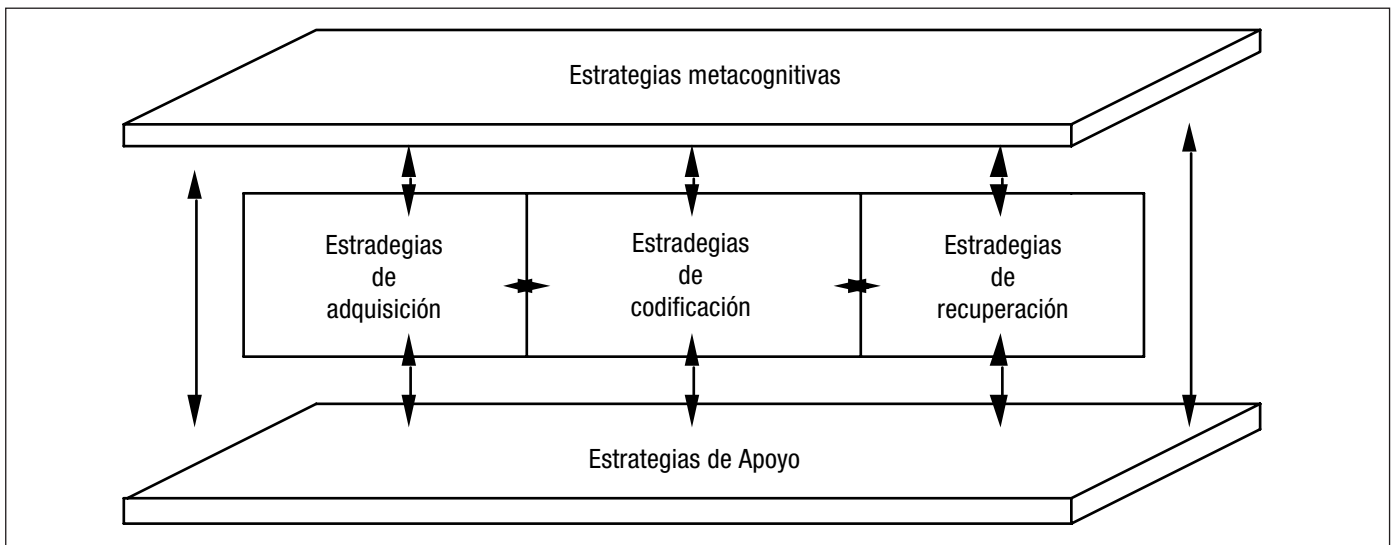 Estrategias metacognitivas
Estradegias
de
adquisición
Estradegias
de
codificación
Estradegias
de
recuperación
Estrategias de Apoyo